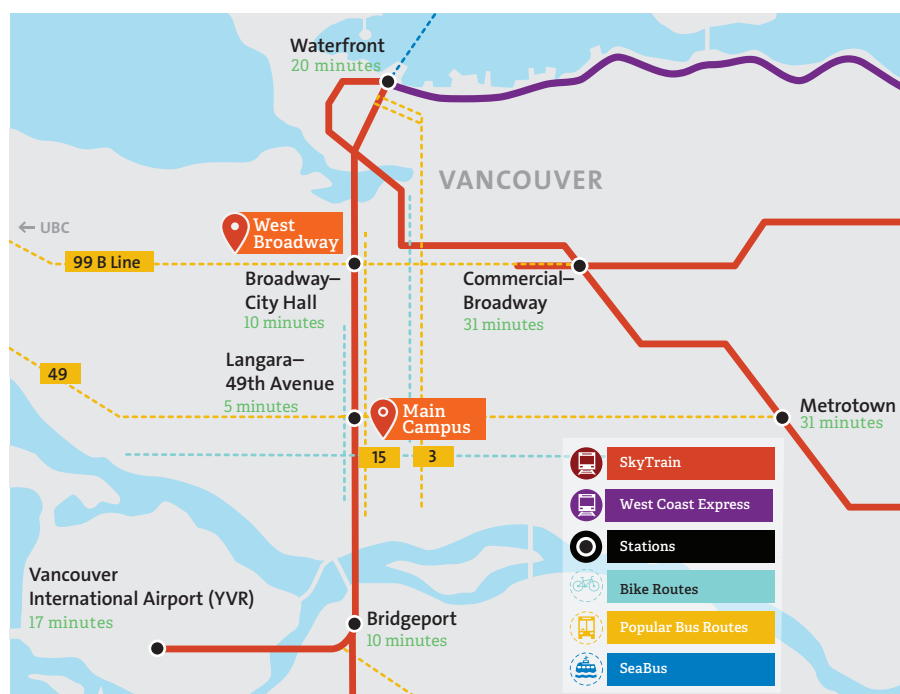 Waterfront
20 minutes
VANCOUVER
← UBC
West
Broadway
99 B Line
Broadway–
City Hall
10 minutes
Commercial–
Broadway
31 minutes
Langara–
49th Avenue
5 minutes
49
Main
Campus
Metrotown
31 minutes
15
3
SkyTrain
West Coast Express
Stations
Bike Routes
Popular Bus Routes
SeaBus
Vancouver
International Airport (YVR)
17 minutes
Bridgeport
10 minutes